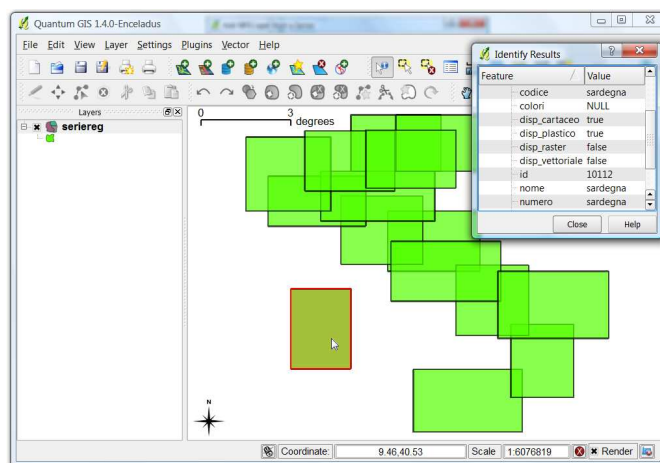 Quantum GIS 1.4.0-Enceladus
File Edit View Layer Settings Plugins Vector Help
Identify Results
Feature Value
codice sardegna
colori NULL
disp_cartaceo true
disp_plastico true
disp_raster false
disp_vettoriale false
id 10112
nome sardegna
numero sardegna
Close Help
Layers
seriereg
0 3
degrees
N
Coordinate: 9.46,40.53 Scale 1:6076819 Render